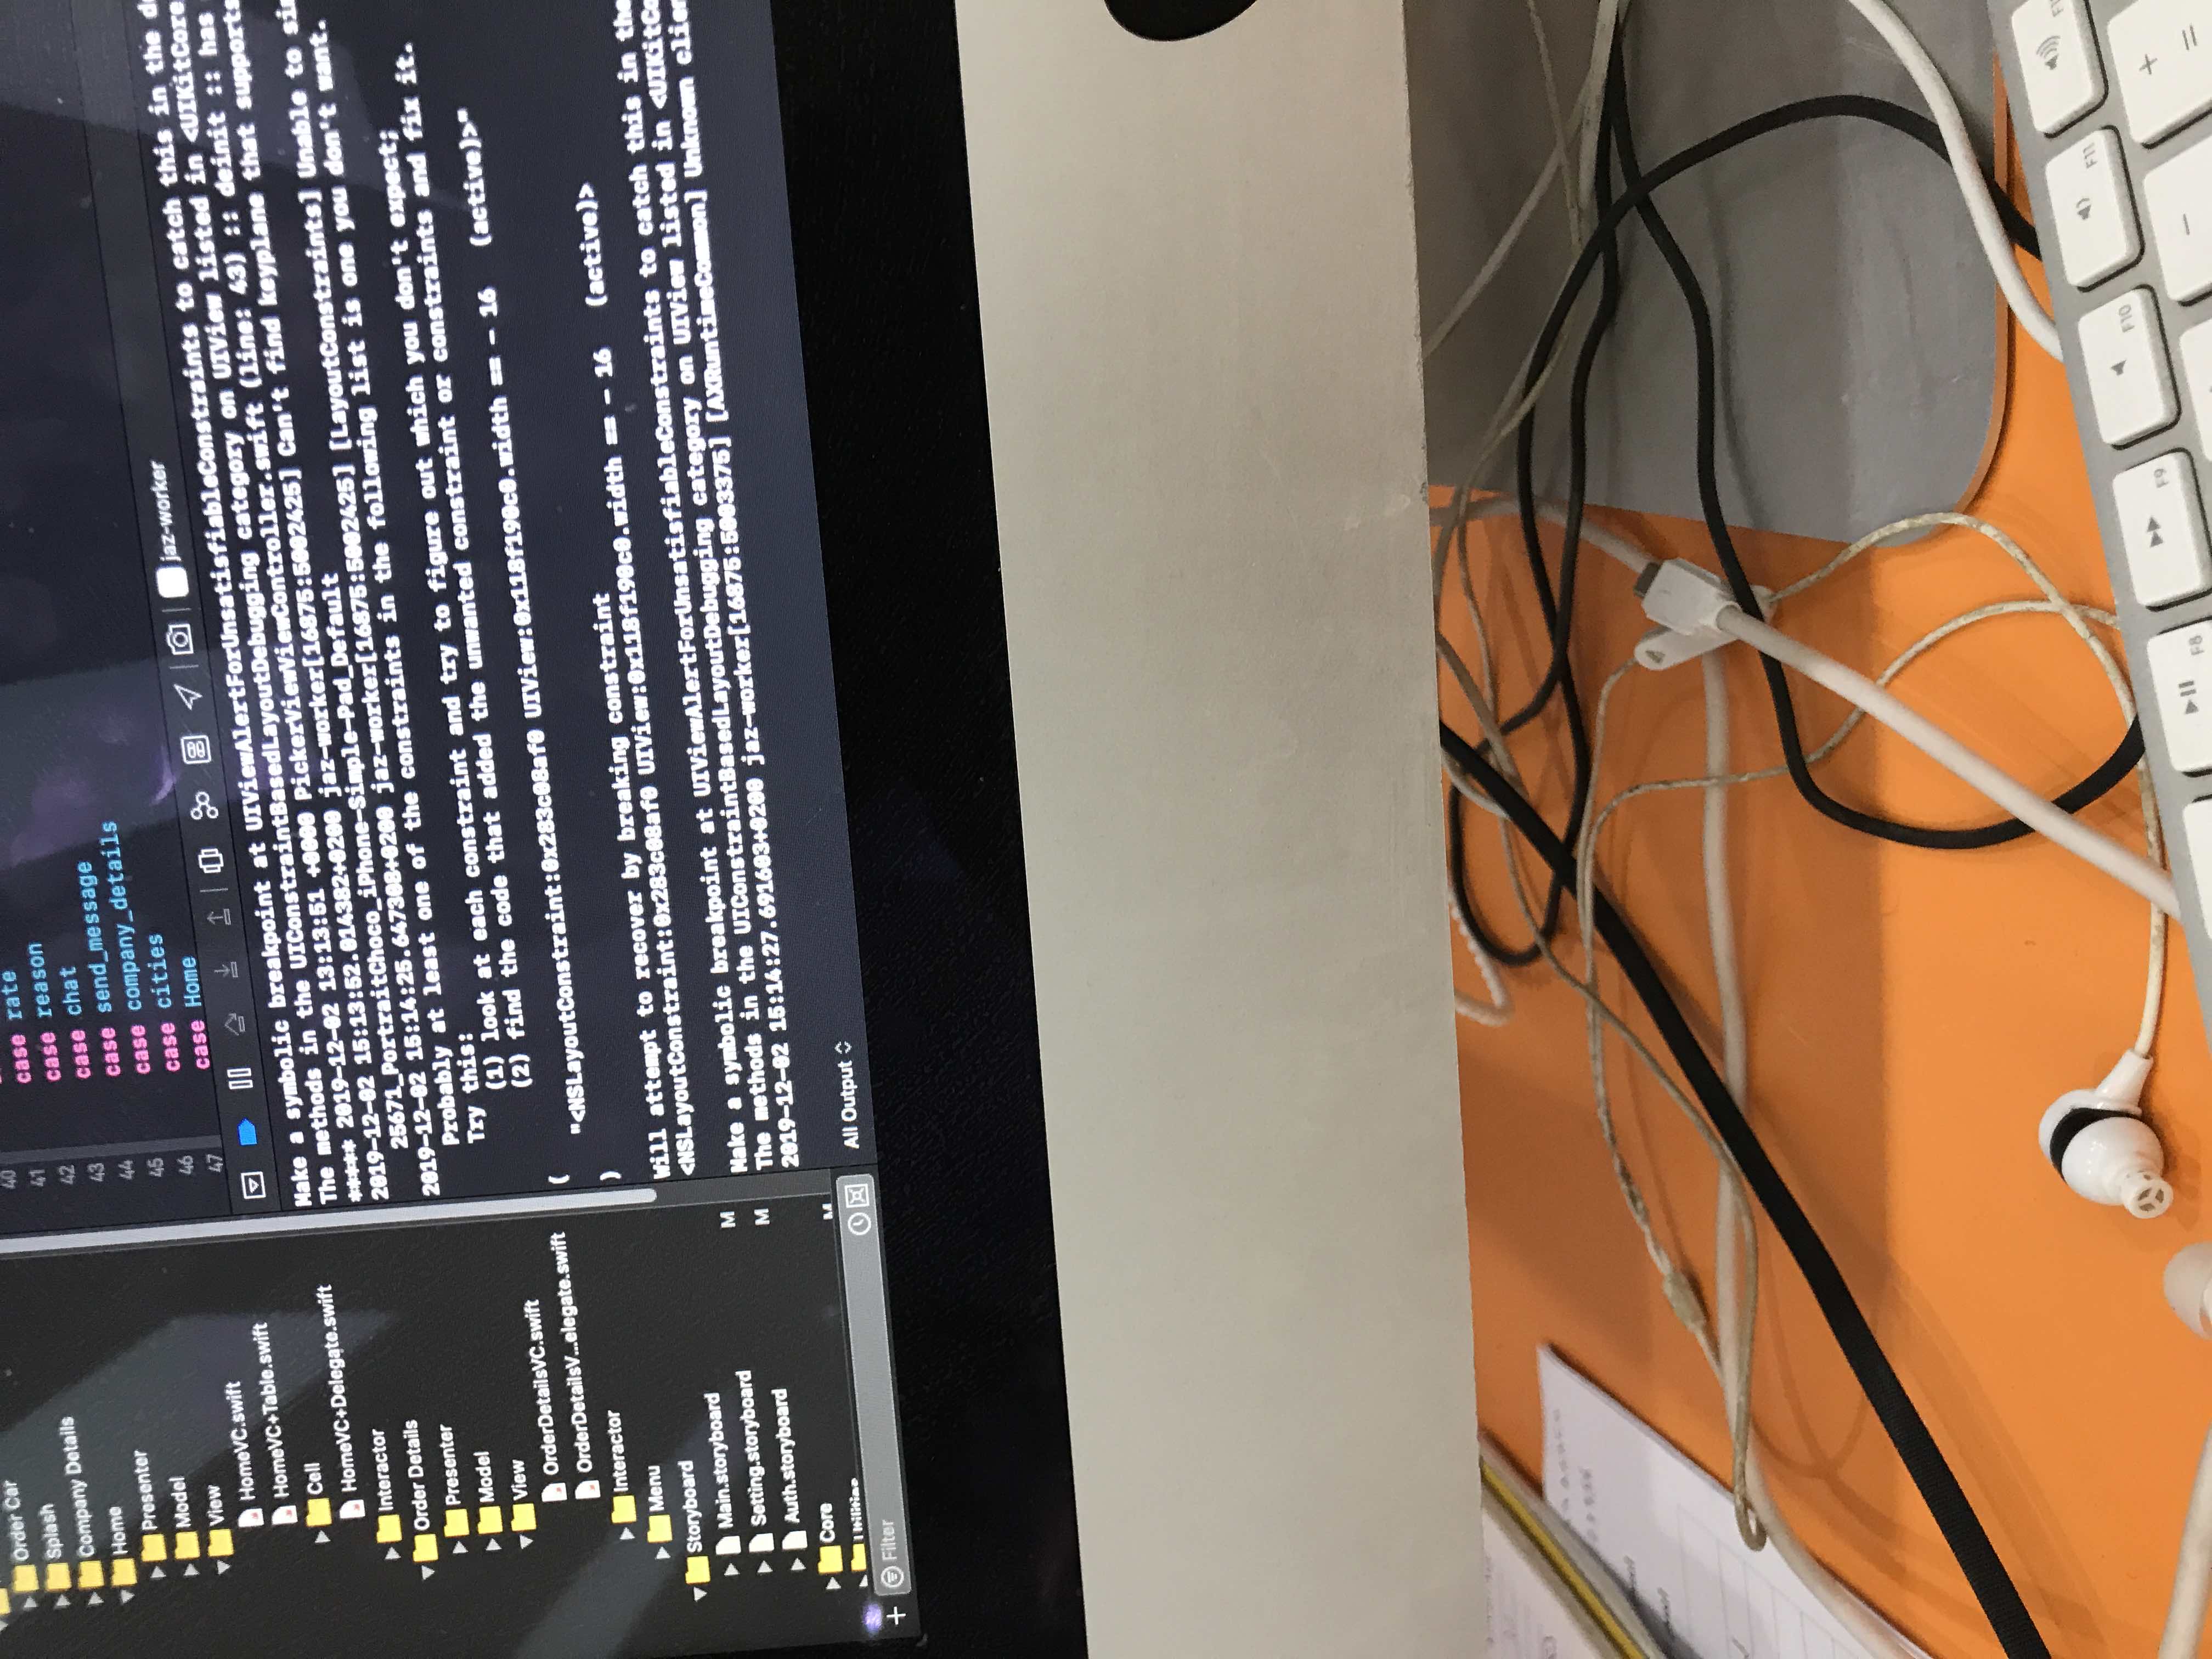 Order Car
Splash
Company Details
Home
Presenter
Model
View
HomeVC.swift
HomeVC+Table.swift
Cell
HomeVC+Delegate.swift
Interactor
Order Details
Presenter
Model
View
OrderDetailsVC.swift
OrderDetailsV...elegate.swift
Interactor
Menu
Storyboard
Main.storyboard M
Setting.storyboard M
Auth.storyboard
Core M
Utilities
Filter
40
41 case rate
42 case reason
43 case chat
44 case send_message
45 case company_details
46 case cities
47 case Home
jaz-worker
Make a symbolic breakpoint at UIViewAlertForUnsatisfiableConstraints to catch this in the de
The methods in the UIConstraintBasedLayoutDebugging category on UIView listed in <UIKitCore
***** 2019-12-02 13:13:51 +0000 PickerViewViewController.swift (line: 43) :: deinit :: has
2019-12-02 15:13:52.014382+0200 jaz-worker[16875:5002425] Can't find keyplane that supports
25671_PortraitChoco_iPhone-Simple-Pad_Default
2019-12-02 15:14:25.647308+0200 jaz-worker[16875:5002425] [LayoutConstraints] Unable to sim
Probably at least one of the constraints in the following list is one you don't want.
Try this:
(1) look at each constraint and try to figure out which you don't expect;
(2) find the code that added the unwanted constraint or constraints and fix it.
(
"<NSLayoutConstraint:0x283c08af0 UIView:0x118f190c0.width == - 16 (active)>"
)
Will attempt to recover by breaking constraint
<NSLayoutConstraint:0x283c08af0 UIView:0x118f190c0.width == - 16 (active)>
Make a symbolic breakpoint at UIViewAlertForUnsatisfiableConstraints to catch this in the
The methods in the UIConstraintBasedLayoutDebugging category on UIView listed in <UIKitCo
2019-12-02 15:14:27.691603+0200 jaz-worker[16875:5003375] [AXRuntimeCommon] Unknown clien
All Output
F8
F9
F10
F11
+
=
-